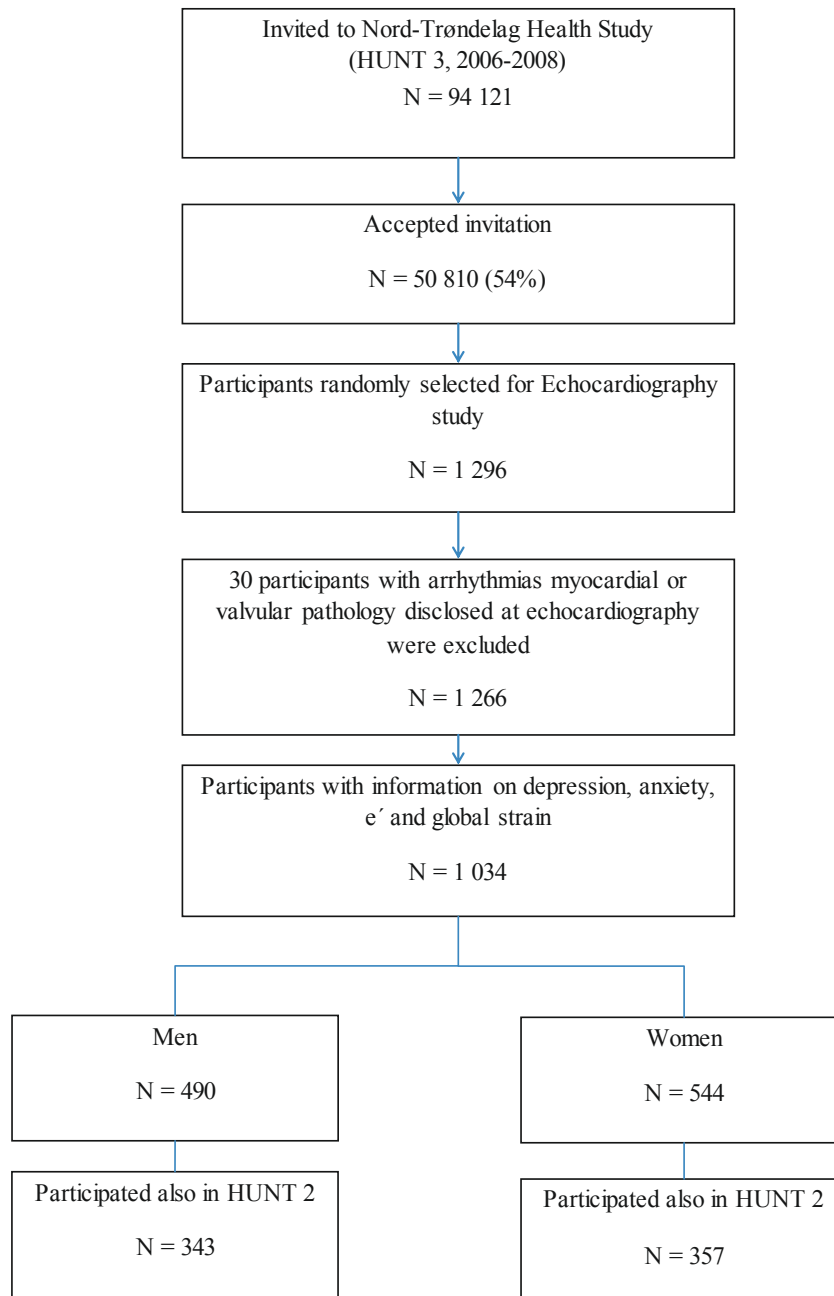 Invited to Nord-Trøndelag Health Study
(HUNT 3, 2006-2008)
N = 94 121
Accepted invitation
N = 50 810 (54%)
Participants randomly selected for Echocardiography
study
N = 1 296
30 participants with arrhythmias myocardial or
valvular pathology disclosed at echocardiography
were excluded
N = 1 266
Participants with information on depression, anxiety,
e´ and global strain
N = 1 034
Men
N = 490
Women
N = 544
Participated also in HUNT 2
N = 343
Participated also in HUNT 2
N = 357